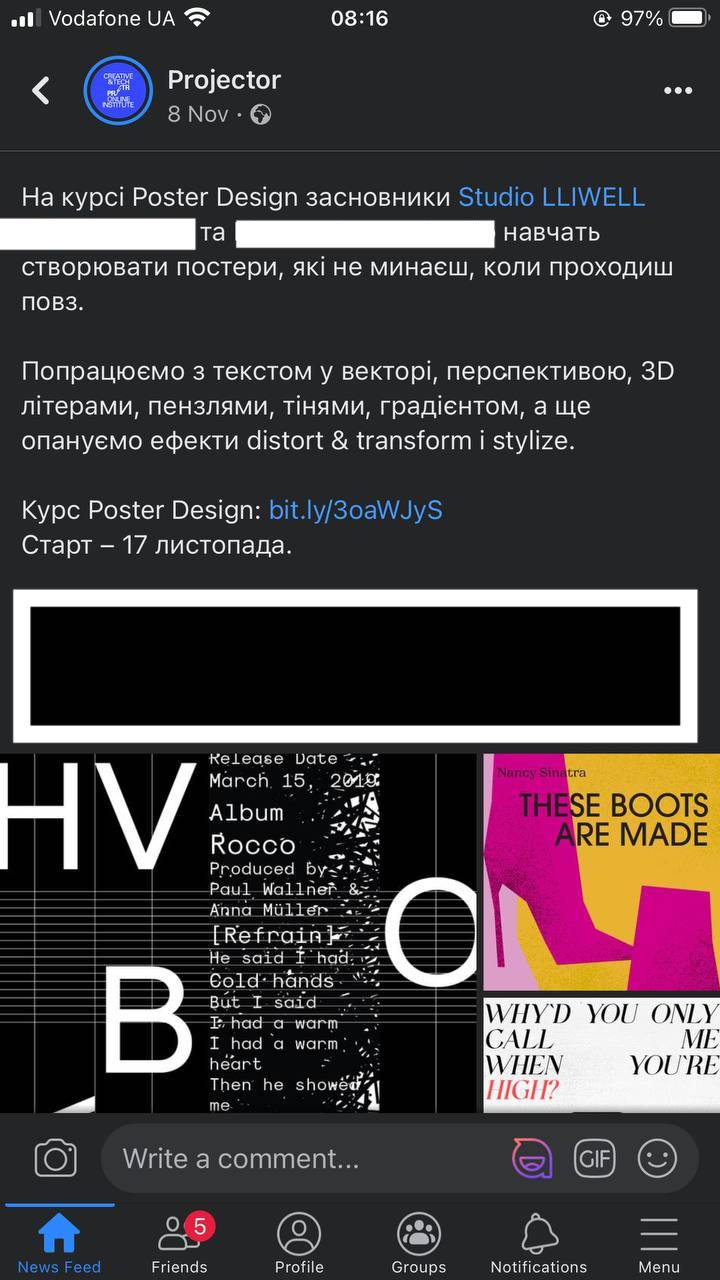 Vodafone UA
08:16
97%
CREATIVE
&TECH
PR/TR
ONLINE
INSTITUTE
Projector
8 Nov
На курсі Poster Design засновники Studio LLIWELL
та навчать
створювати постери, які не минаєш, коли проходиш
повз.
Попрацюємо з текстом у векторі, перспективою, 3D
літерами, пензлями, тінями, градієнтом, а ще
опануємо ефекти distort & transform і stylize.
Курс Poster Design: bit.ly/3oaWJyS
Старт – 17 листопада.
HV
B
O
Release Date
March 15, 2019
Album
Rocco
Produced by
Paul Wallner &
Anna Müller
[Refrain]
He said I had
Cold hands
But I said
I had a warm
I had a warm
heart
Then he showed
me
Nancy Sinatra
THESE BOOTS
ARE MADE
WHY'D YOU ONLY
CALL ME
WHEN YOU'RE
HIGH?
Write a comment...
GIF
5
News Feed
Friends
Profile
Groups
Notifications
Menu